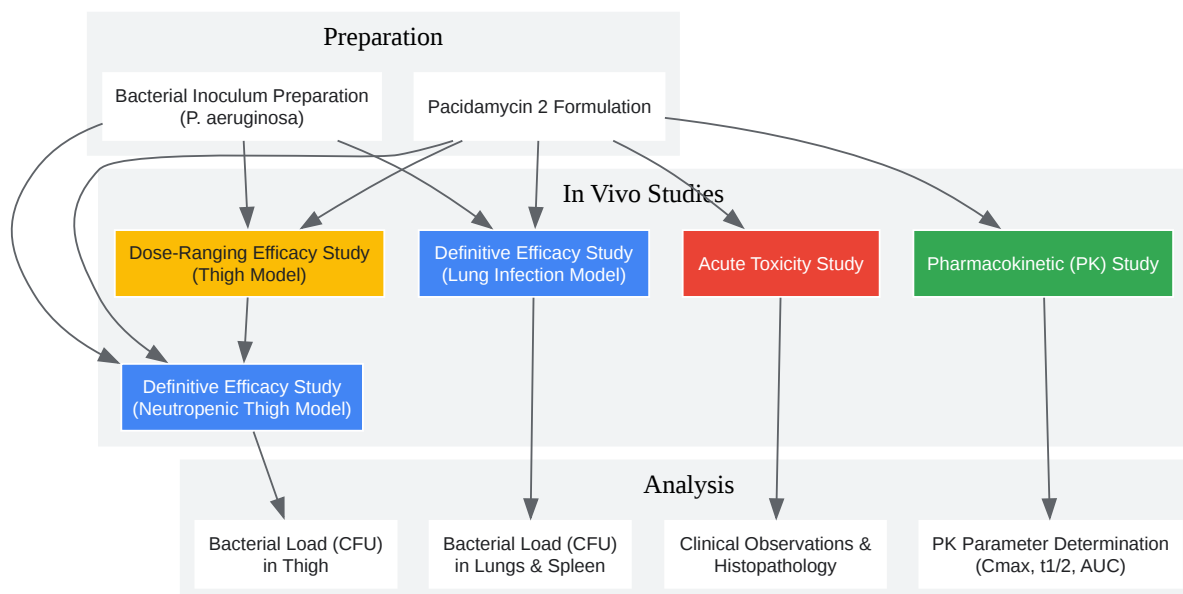 Preparation
Bacterial Inoculum Preparation
(P. aeruginosa)
Pacidamycin 2 Formulation
In Vivo Studies
Dose-Ranging Efficacy Study
(Thigh Model)
Definitive Efficacy Study
(Lung Infection Model)
Acute Toxicity Study
Pharmacokinetic (PK) Study
Definitive Efficacy Study
(Neutropenic Thigh Model)
Analysis
Bacterial Load (CFU)
in Thigh
Bacterial Load (CFU)
in Lungs & Spleen
Clinical Observations &
Histopathology
PK Parameter Determination
(Cmax, t1/2, AUC)